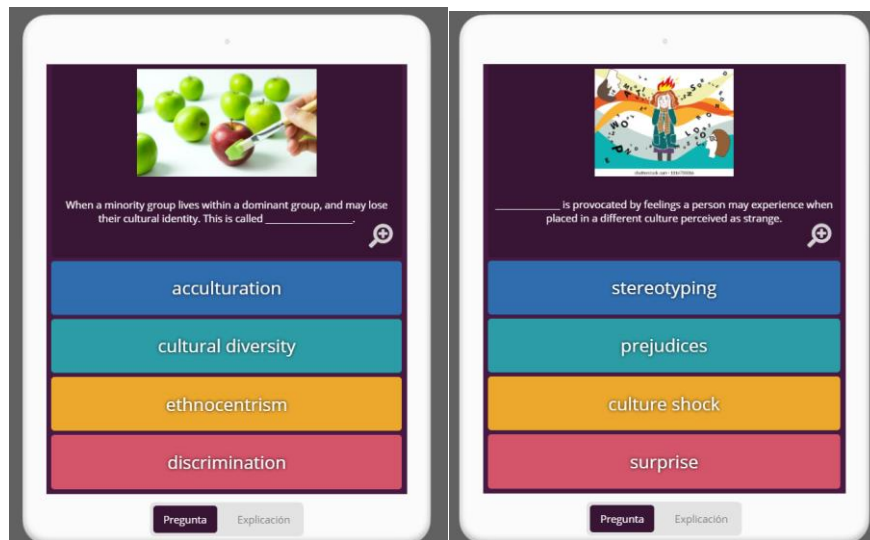 When a minority group lives within a dominant group, and may lose
their cultural identity. This is called ___________________.
acculturation
cultural diversity
ethnocentrism
discrimination
Pregunta
Explicación
______________ is provocated by feelings a person may experience when
placed in a different culture perceived as strange.
stereotyping
prejudices
culture shock
surprise
Pregunta
Explicación